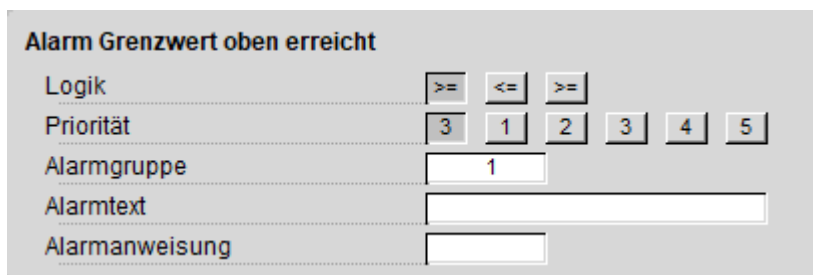 Alarm Grenzwert oben erreicht
Logik >= <= >=
Priorität 3 1 2 3 4 5
Alarmgruppe 1
Alarmtext
Alarmanweisung